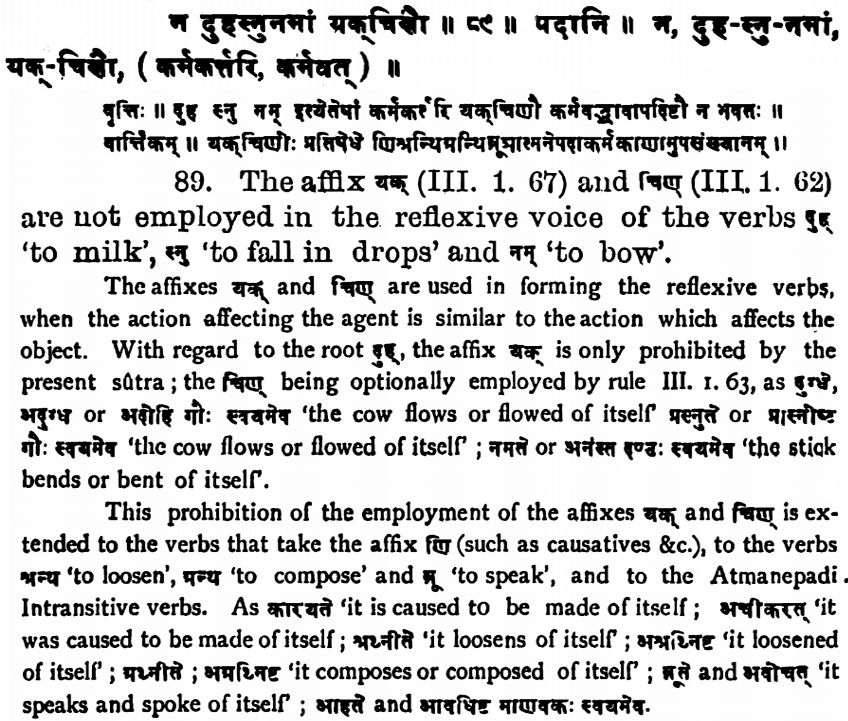 न दुहस्नुनमां यक्चिणौ ॥ ८९ ॥ पदानि ॥ न, दुह-स्नु-नमां,
यक्-चिणौ, ( कर्मकर्त्तरि, कर्मवत् ) ॥
वृत्तिः ॥ दुह स्नु नम् इत्येतेषां कर्मकर्त्तरि यक्चिणौ कर्मवद्भावापदिष्टौ न भवतः ॥
वार्त्तिकम् ॥ यक्चिणोः प्रतिषेधे णिश्रन्थिग्रन्थिब्रूञात्मनेपदाकर्मकाणामुपसंख्यानम् ॥
89. The affix यक् (III. 1. 67) and चिण् (III. 1. 62)
are not employed in the reflexive voice of the verbs दुह्
‘to milk’, स्नु ‘to fall in drops’ and नम् ‘to bow’.
The affixes यक् and चिण् are used in forming the reflexive verbs,
when the action affecting the agent is similar to the action which affects the
object. With regard to the root दुह्, the affix यक् is only prohibited by the
present sûtra; the चिण् being optionally employed by rule III. 1. 63, as दुग्धे,
अदुग्ध or अदोहि गौः स्वयमेव ‘the cow flows or flowed of itself’ प्रस्नुते or प्रास्नोष्ट
गौः स्वयमेव ‘the cow flows or flowed of itself’; नमते or अनंस्त दण्डः स्वयमेव ‘the stick
bends or bent of itself’.
This prohibition of the employment of the affixes यक् and चिण् is ex-
tended to the verbs that take the affix णि (such as causatives &c.), to the verbs
श्रन्थ ‘to loosen’, ग्रन्थ ‘to compose’ and ब्रू ‘to speak’, and to the Atmanepadi
Intransitive verbs. As कारयते ‘it is caused to be made of itself; अचीकरत् ‘it
was caused to be made of itself; श्रथ्नीते ‘it loosens of itself’; अश्रन्थिष्ट ‘it loosened
of itself’; ग्रथ्नीते; अग्रन्थिष्ट ‘it composes or composed of itself’; ब्रूते and अवोचत् ‘it
speaks and spoke of itself’; आहते and आवधिष्ट माणवकः स्वयमेव.